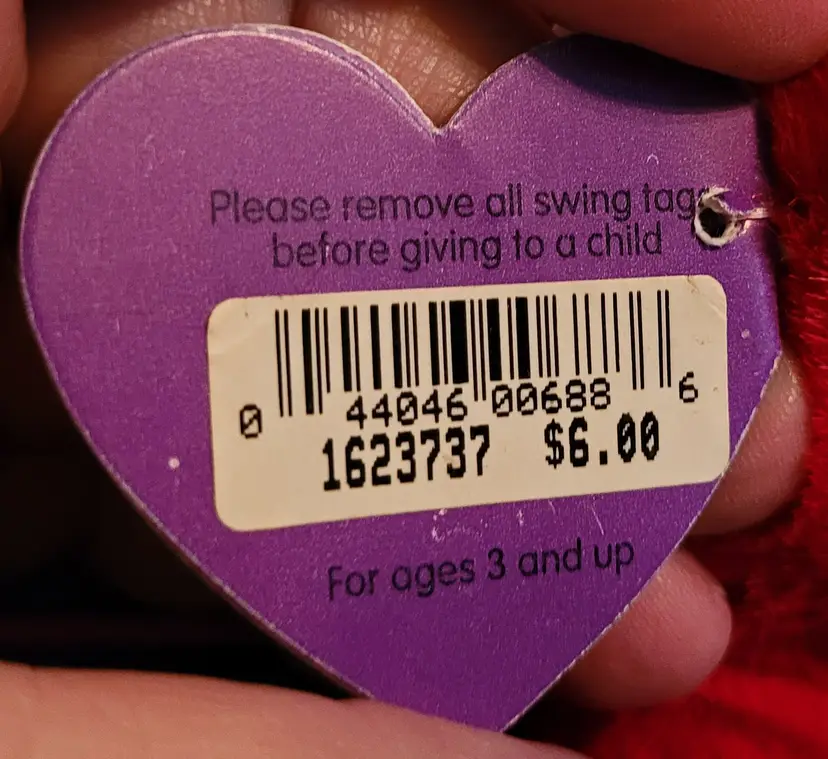 Please remove all swing tags
before giving to a child
0 44046 00688 6
1623737 $6.00
For ages 3 and up